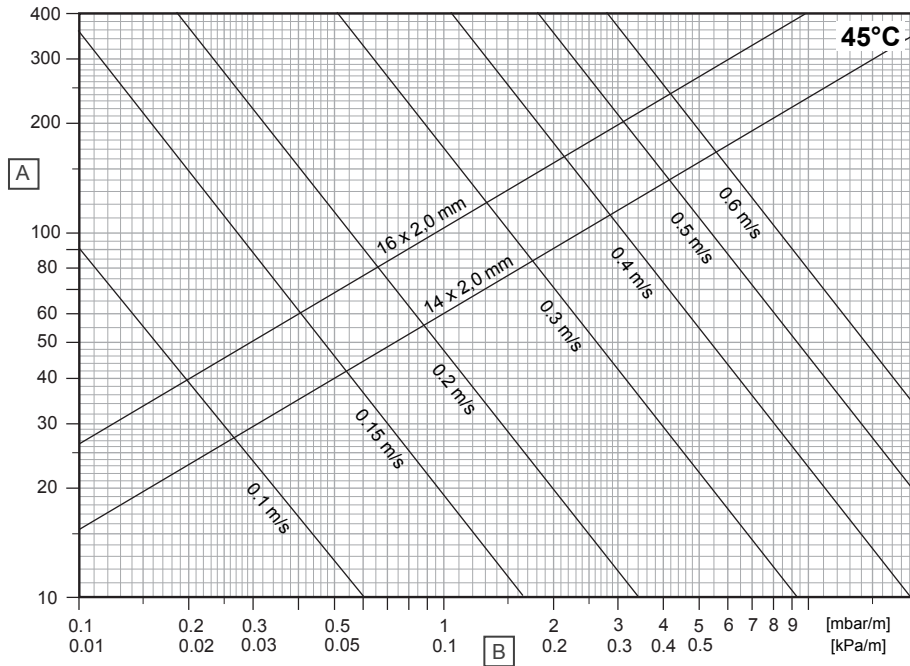 400
45°C
300
200
A
100
80
60
50
40
30
20
10
16 x 2,0 mm
14 x 2,0 mm
0.1 m/s
0.15 m/s
0.2 m/s
0.3 m/s
0.4 m/s
0.5 m/s
0.6 m/s
0.1 0.2 0.3 0.5 1 2 3 4 5 6 7 8 9 [mbar/m]
0.01 0.02 0.03 0.05 0.1 0.2 0.3 0.4 0.5 [kPa/m]
B